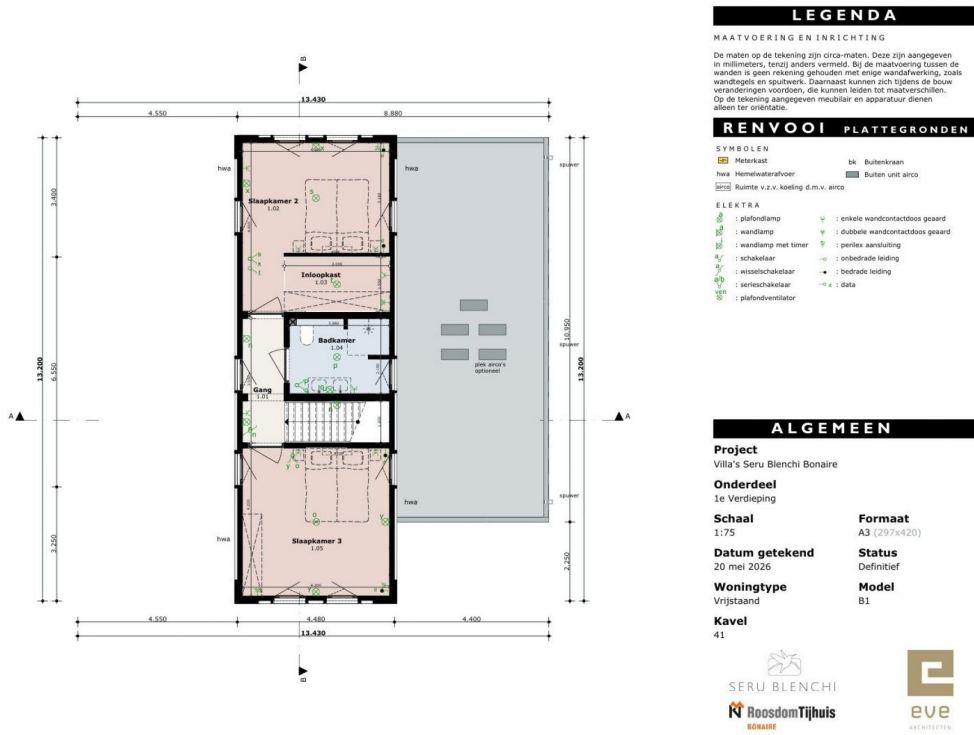 B
13.430
4.550
8.880
hwa
hwa
spuwer
3.400
Slaapkamer 2
1.02
Inloopkast
1.03
Badkamer
1.04
10.950
spuwer
13.200
6.550
13.200
plek airco's
optioneel
Gang
1.01
A
A
hwa
spuwer
hwa
Slaapkamer 3
1.05
3.250
2.250
4.550
4.480
4.400
13.430
B
LEGENDA
MAATVOERING EN INRICHTING
De maten op de tekening zijn circa-maten. Deze zijn aangegeven
in millimeters, tenzij anders vermeld. Bij de maatvoering tussen de
wanden is geen rekening gehouden met enige wandafwerking, zoals
wandtegels en spuitwerk. Daarnaast kunnen zich tijdens de bouw
veranderingen voordoen, die kunnen leiden tot maatverschillen.
Op de tekening aangegeven meubilair en apparatuur dienen
alleen ter oriëntatie.
RENVOOI PLATTEGRONDEN
SYMBOLEN
Meterkast
bk Buitenkraan
hwa Hemelwaterafvoer
Buiten unit airco
airco Ruimte v.z.v. koeling d.m.v. airco
ELEKTRA
: plafondlamp
: enkele wandcontactdoos geaard
: wandlamp
: dubbele wandcontactdoos geaard
: wandlamp met timer
: perilex aansluiting
: schakelaar
: onbedrade leiding
: wisselschakelaar
: bedrade leiding
: serieschakelaar
: data
ven
: plafondventilator
ALGEMEEN
Project
Villa's Seru Blenchi Bonaire
Onderdeel
1e Verdieping
Schaal
Formaat
1:75
A3 (297x420)
Datum getekend
Status
20 mei 2026
Definitief
Woningtype
Model
Vrijstaand
B1
Kavel
41
SERU BLENCHI
RoosdomTijhuis
BONAIRE
eve
ARCHITECTEN